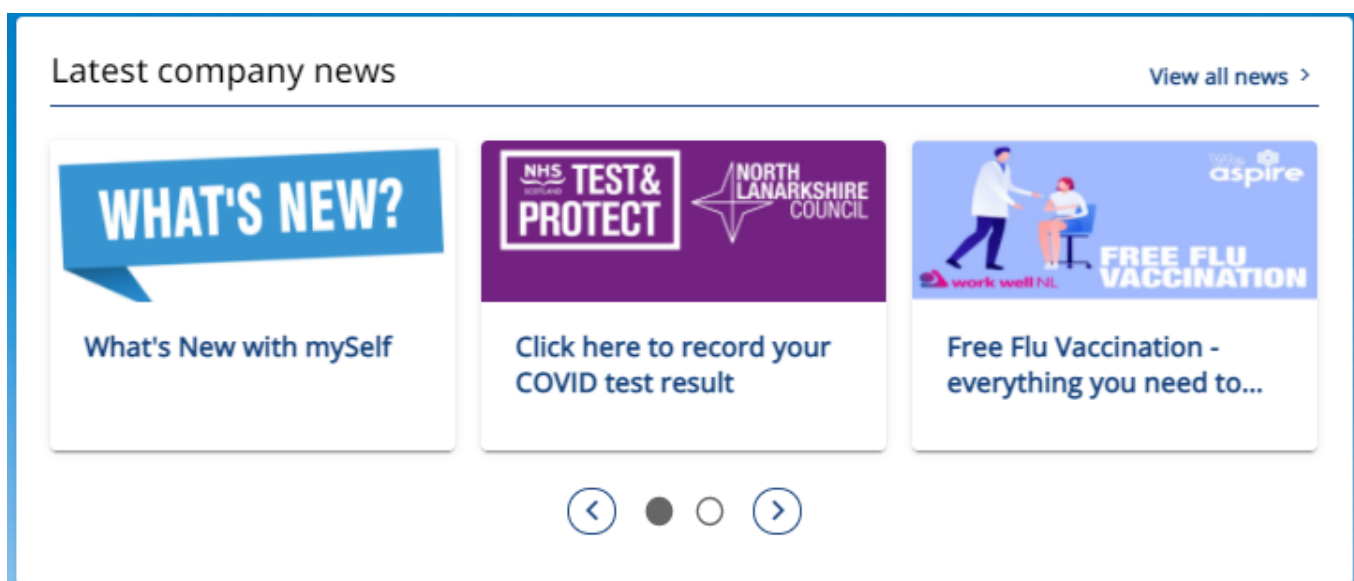 Latest company news
View all news >
WHAT'S NEW?
What's New with mySelf
NHS
SCOTLAND
TEST&
PROTECT
NORTH
LANARKSHIRE
COUNCIL
Click here to record your
COVID test result
We
aspire
work well NL
FREE FLU
VACCINATION
Free Flu Vaccination -
everything you need to...